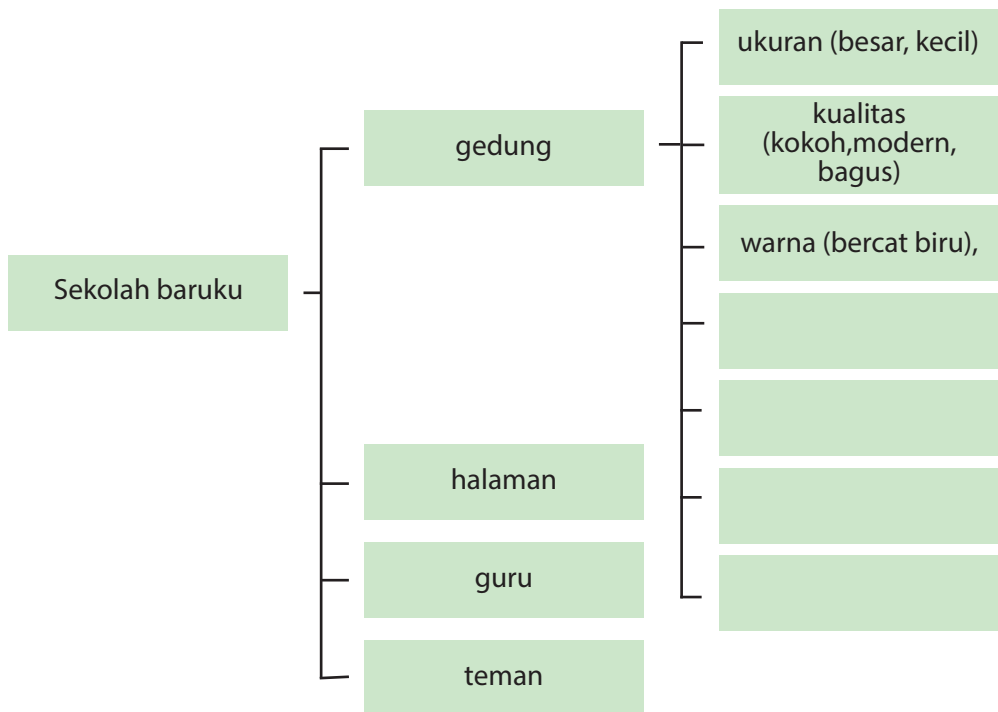 Sekolah baruku
gedung
halaman
guru
teman
ukuran (besar, kecil)
kualitas
(kokoh,modern,
bagus)
warna (bercat biru),